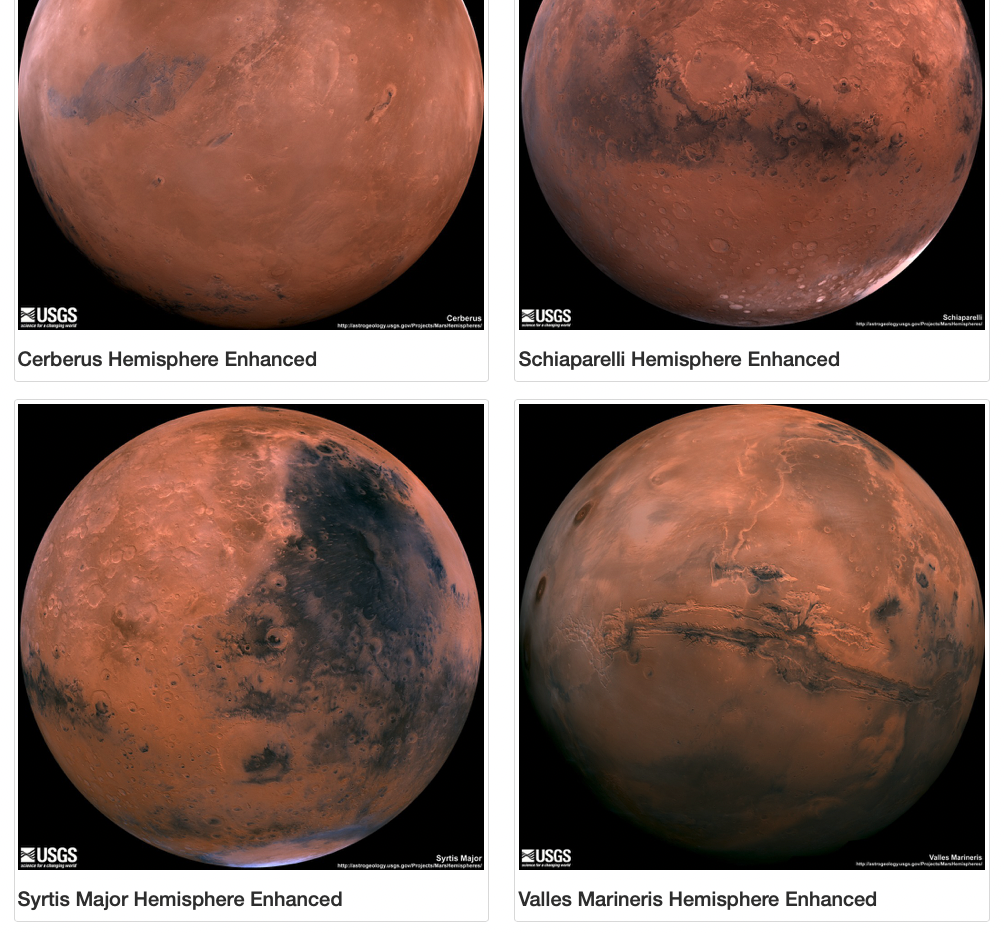 USGS
science for a changing world
Cerberus
http://astrogeology.usgs.gov/Projects/MarsHemispheres/
Cerberus Hemisphere Enhanced
USGS
science for a changing world
Schiaparelli
http://astrogeology.usgs.gov/Projects/MarsHemispheres/
Schiaparelli Hemisphere Enhanced
USGS
science for a changing world
Syrtis Major
http://astrogeology.usgs.gov/Projects/MarsHemispheres/
Syrtis Major Hemisphere Enhanced
USGS
science for a changing world
Valles Marineris
http://astrogeology.usgs.gov/Projects/MarsHemispheres/
Valles Marineris Hemisphere Enhanced